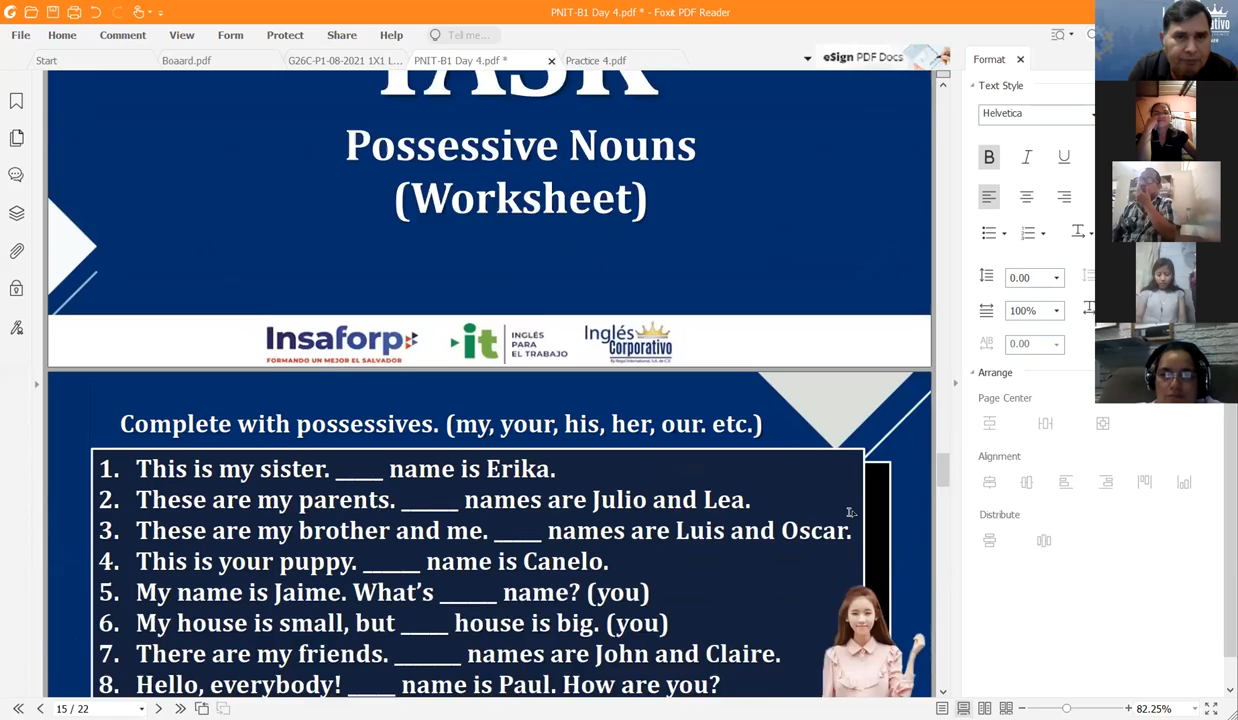 PNIT-B1 Day 4.pdf * - Foxit PDF Reader
File Home Comment View Form Protect Share Help Tell me...
Start Boaard.pdf G26C-P1-08-2021 1X1 L... PNIT-B1 Day 4.pdf * Practice 4.pdf eSign PDF Docs
TASK
Possessive Nouns
(Worksheet)
Insaforp
FORMANDO UN MEJOR EL SALVADOR
it INGLÉS PARA EL TRABAJO
Inglés Corporativo
Complete with possessives. (my, your, his, her, our. etc.)
1. This is my sister. _____ name is Erika.
2. These are my parents. ______ names are Julio and Lea.
3. These are my brother and me. _____ names are Luis and Oscar.
4. This is your puppy. ______ name is Canelo.
5. My name is Jaime. What’s ______ name? (you)
6. My house is small, but _____ house is big. (you)
7. There are my friends. _______ names are John and Claire.
8. Hello, everybody! _____ name is Paul. How are you?
Format
Text Style
Helvetica
B I U
0.00
100%
0.00
Arrange
Page Center
Alignment
Distribute
15 / 22
82.25%